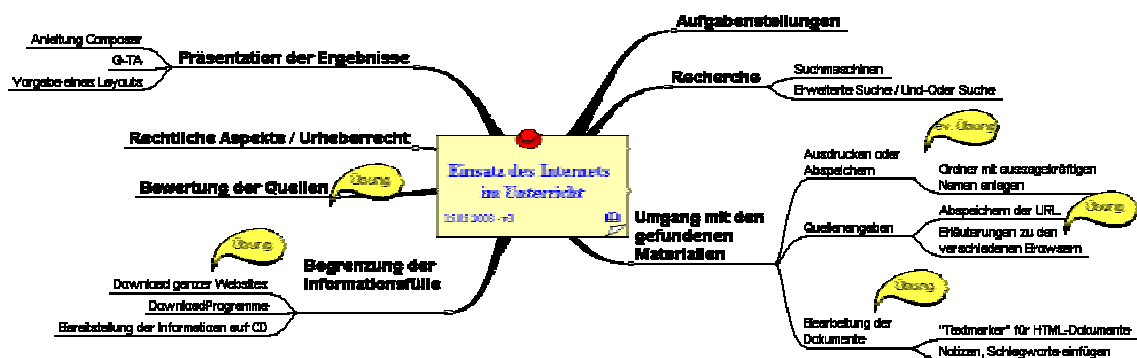 Einsatz des Internets
im Unterricht
Aufgabenstellungen
Recherche
Suchmaschinen
Erweiterte Suche / Und-Oder Suche
Umgang mit den
gefundenen
Materialien
Ausdrucken oder
Abspeichern
ev. Übung
Ordner mit aussagekräftigen
Namen anlegen
Quellenangaben
Abspeichern der URL
Übung
Erläuterungen zu den
verschiedenen Browsern
Übung
Bearbeitung der
Dokumente
"Textmarker" für HTML-Dokumente
Notizen, Schlagworte einfügen
Präsentation der Ergebnisse
Anleitung Composer
G-TA
Vorgabe eines Layouts
Rechtliche Aspekte / Urheberrecht
Bewertung der Quellen
Übung
Übung
Begrenzung der
Informationsfülle
Download ganzer Websites
DownloadProgramme
Bereitstellung der Informationen auf CD